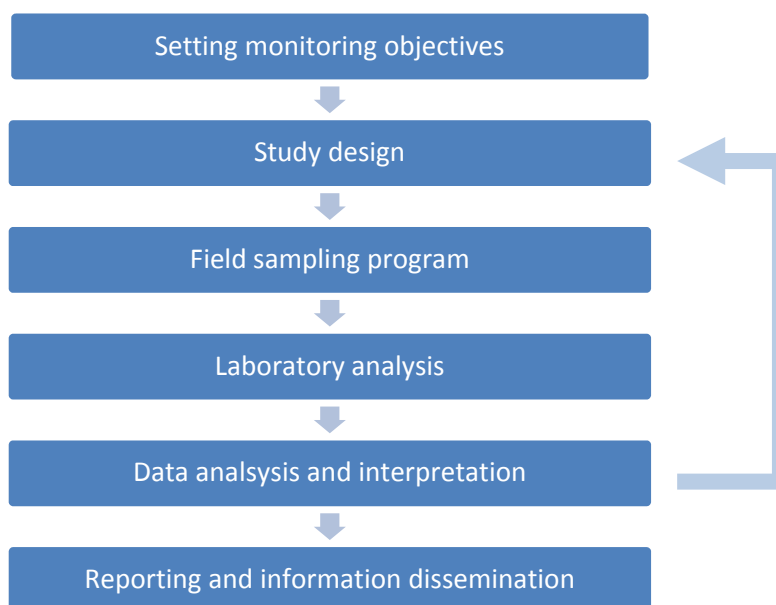 Setting monitoring objectives
Study design
Field sampling program
Laboratory analysis
Data analsysis and interpretation
Reporting and information dissemination